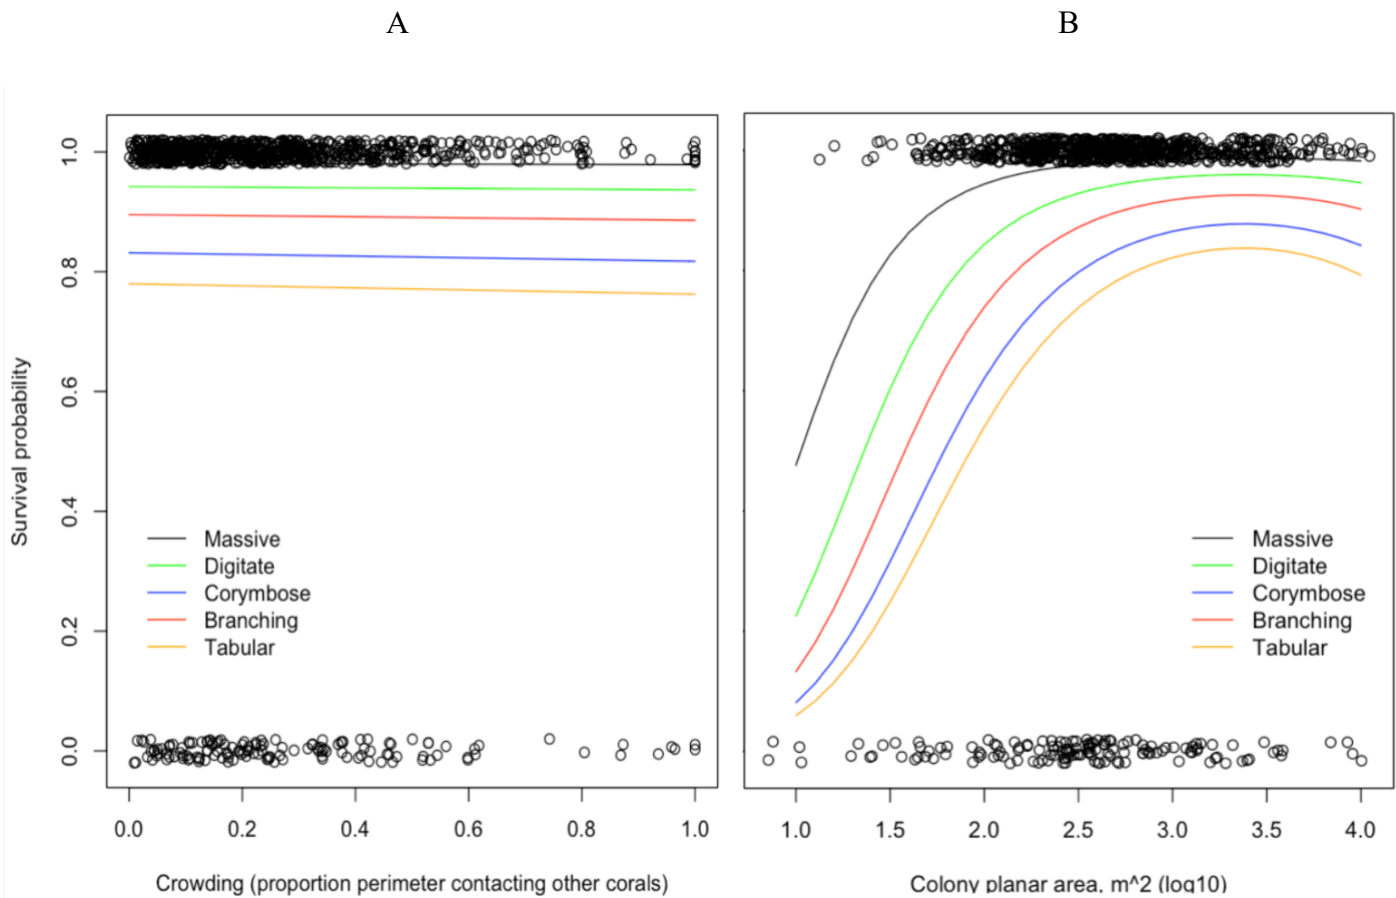 A
B
Survival probability
1.0
0.8
0.6
0.4
0.2
0.0
Massive
Digitate
Corymbose
Branching
Tabular
0.0 0.2 0.4 0.6 0.8 1.0
Crowding (proportion perimeter contacting other corals)
Massive
Digitate
Corymbose
Branching
Tabular
1.0 1.5 2.0 2.5 3.0 3.5 4.0
Colony planar area, m^2 (log10)